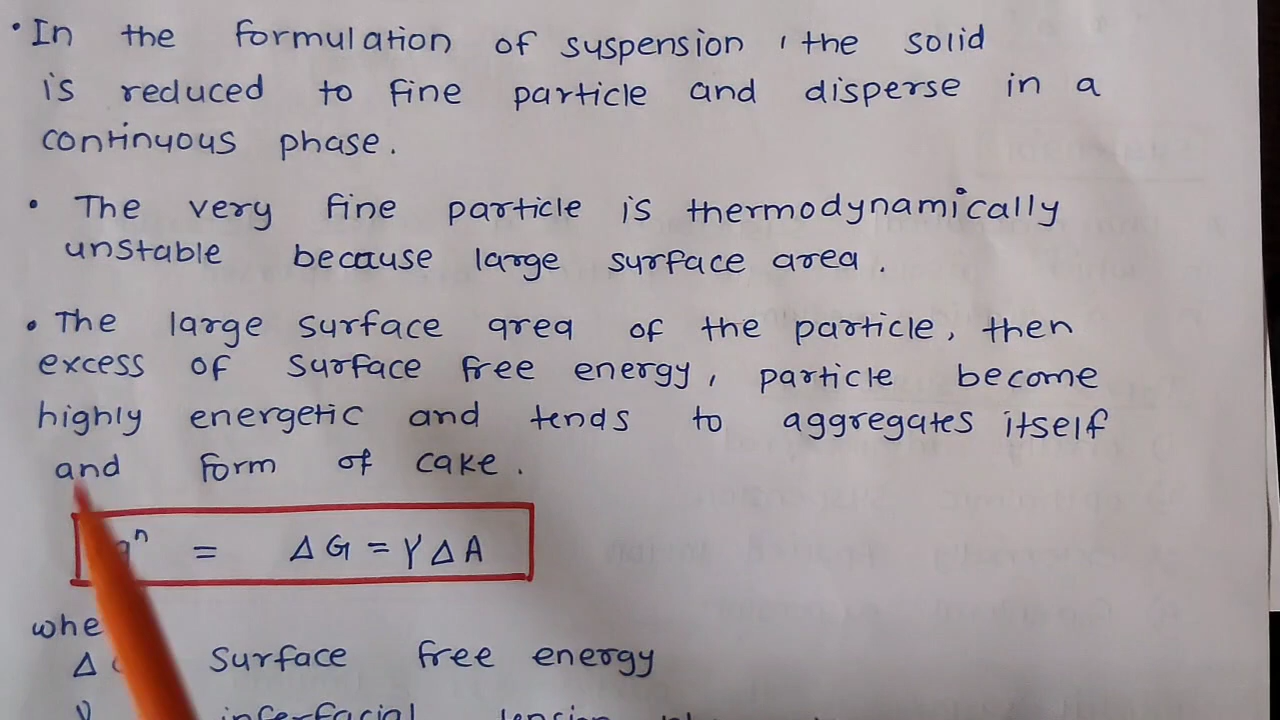 • In the formulation of suspension, the solid
is reduced to fine particle and disperse in a
continuous phase.
• The very fine particle is thermodynamically
unstable because large surface area.
• The large surface area of the particle, then
excess of surface free energy, particle become
highly energetic and tends to aggregates itself
and form of cake.
= ΔG = γΔA
Surface free energy
interfacial tension